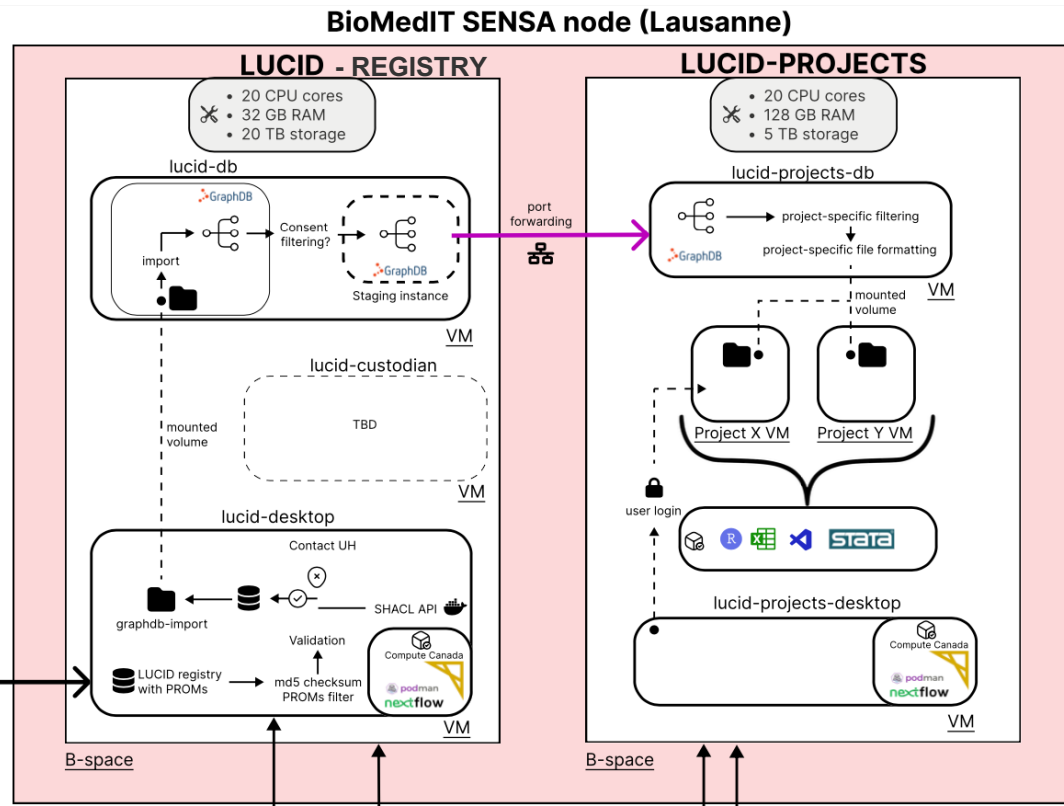 BioMedIT SENSA node (Lausanne)
LUCID - REGISTRY
• 20 CPU cores
• 32 GB RAM
• 20 TB storage
lucid-db
GraphDB
import
Consent
filtering?
GraphDB
Staging instance
VM
port
forwarding
mounted
volume
lucid-custodian
TBD
VM
lucid-desktop
Contact UH
SHACL API
graphdb-import
Validation
LUCID registry
with PROMs
md5 checksum
PROMs filter
Compute Canada
podman
nextflow
VM
B-space
LUCID-PROJECTS
• 20 CPU cores
• 128 GB RAM
• 5 TB storage
lucid-projects-db
project-specific filtering
project-specific file formatting
GraphDB
VM
mounted
volume
Project X VM
Project Y VM
user login
R
X
STATA
lucid-projects-desktop
Compute Canada
podman
nextflow
VM
B-space